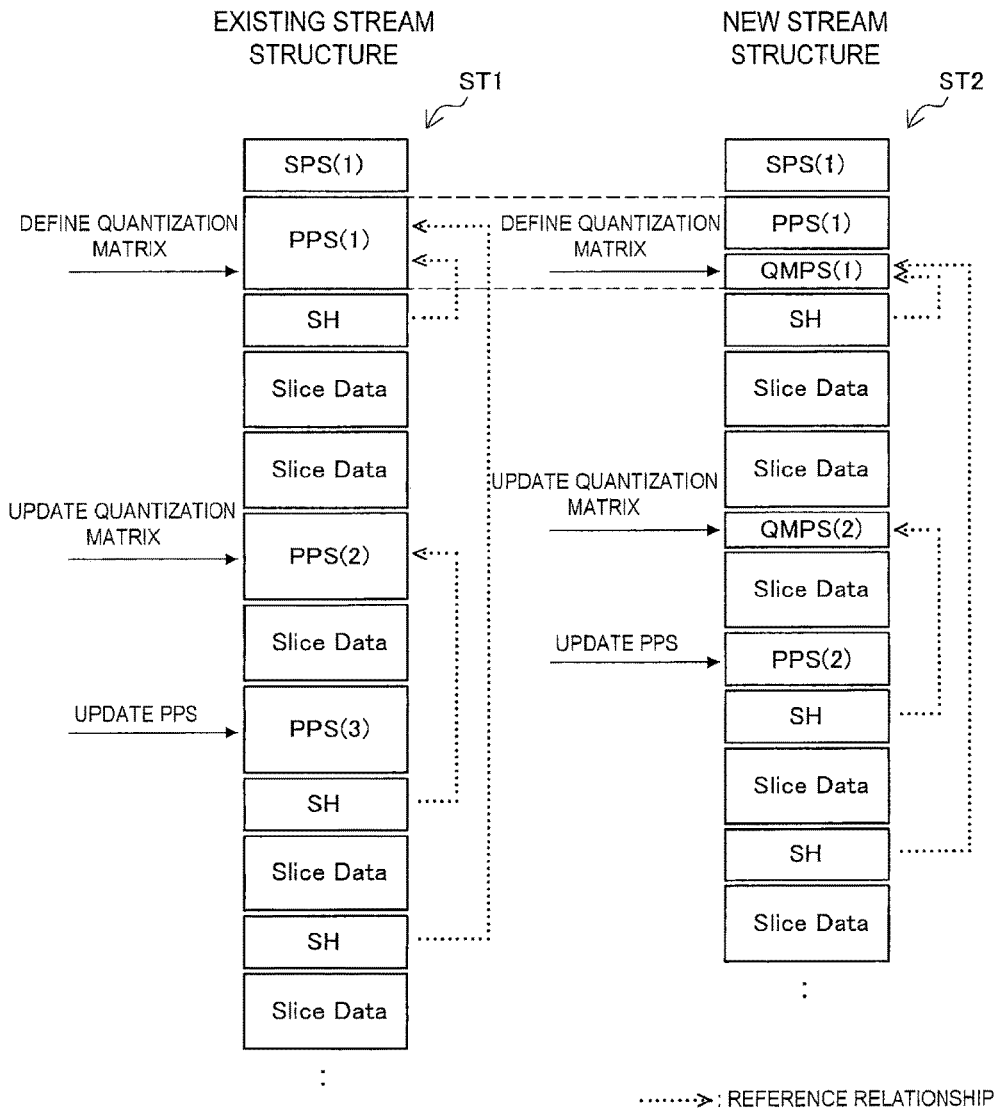 EXISTING STREAM
STRUCTURE
ST1
SPS(1)
DEFINE QUANTIZATION
MATRIX
PPS(1)
SH
Slice Data
Slice Data
UPDATE QUANTIZATION
MATRIX
PPS(2)
Slice Data
UPDATE PPS
PPS(3)
SH
Slice Data
SH
Slice Data
:
NEW STREAM
STRUCTURE
ST2
SPS(1)
PPS(1)
DEFINE QUANTIZATION
MATRIX
QMPS(1)
SH
Slice Data
Slice Data
UPDATE QUANTIZATION
MATRIX
QMPS(2)
Slice Data
UPDATE PPS
PPS(2)
SH
Slice Data
SH
Slice Data
:
: REFERENCE RELATIONSHIP